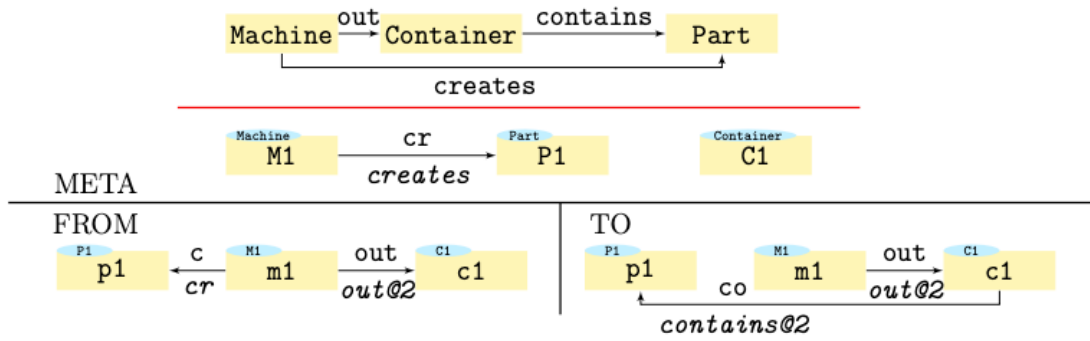 out contains
Machine Container Part
creates
Machine Part Container
M1 cr P1 C1
creates
META
FROM TO
P1 c M1 out C1 P1 M1 out C1
p1 m1 c1 p1 m1 c1
cr out@2 co out@2
contains@2